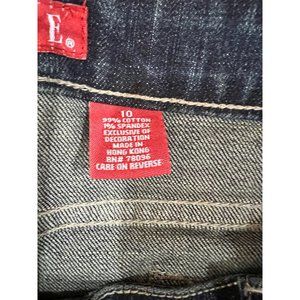 E®
10
99% COTTON
1% SPANDEX
EXCLUSIVE OF
DECORATION
MADE IN
HONG KONG
RN# 78096
CARE ON REVERSE